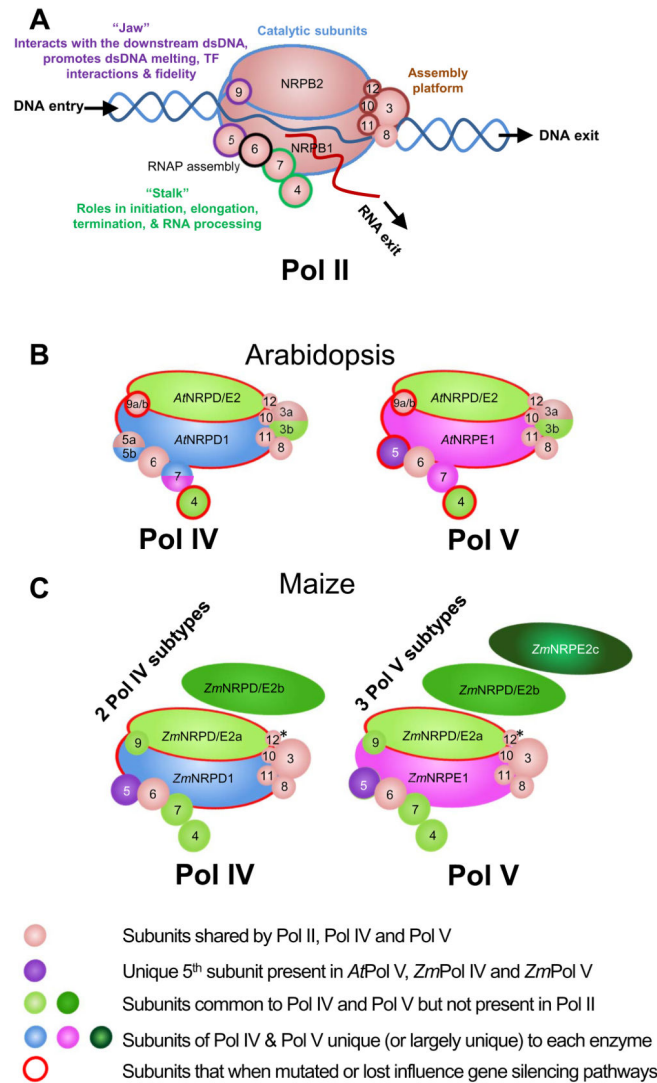 A
"Jaw"
Interacts with the downstream dsDNA,
promotes dsDNA melting, TF
interactions & fidelity
Catalytic subunits
Assembly
platform
NRPB2
9
12
10
3
11
8
DNA entry
DNA exit
5
6
NRPB1
7
4
RNAP assembly
"Stalk"
Roles in initiation, elongation,
termination, & RNA processing
RNA exit
Pol II
B
Arabidopsis
9a/b
AtNRPD/E2
12
10
3a
3b
11
8
AtNRPD1
5a
5b
6
7
4
Pol IV
9a/b
AtNRPD/E2
12
10
3a
3b
11
8
AtNRPE1
5
6
7
4
Pol V
C
Maize
2 Pol IV subtypes
ZmNRPD/E2b
ZmNRPD/E2a
9
12
*
10
3
11
8
ZmNRPD1
5
6
7
4
Pol IV
3 Pol V subtypes
ZmNRPE2c
ZmNRPD/E2b
ZmNRPD/E2a
9
12
*
10
3
11
8
ZmNRPE1
5
6
7
4
Pol V
Subunits shared by Pol II, Pol IV and Pol V
Unique 5th subunit present in AtPol V, ZmPol IV and ZmPol V
Subunits common to Pol IV and Pol V but not present in Pol II
Subunits of Pol IV & Pol V unique (or largely unique) to each enzyme
Subunits that when mutated or lost influence gene silencing pathways